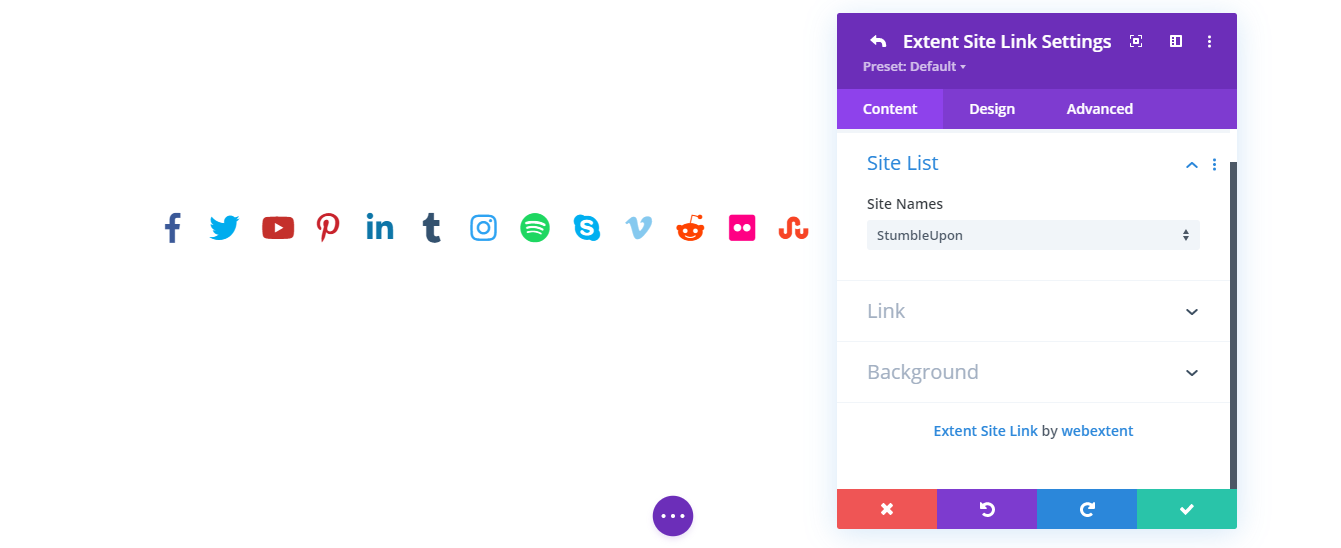 Extent Site Link Settings
Preset: Default
Content Design Advanced
Site List
Site Names
StumbleUpon
Link
Background
Extent Site Link by webextent